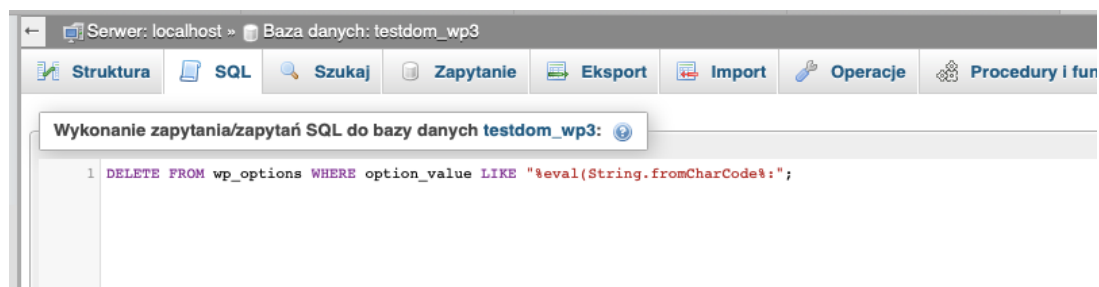 ← Serwer: localhost » Baza danych: testdom_wp3
Struktura SQL Szukaj Zapytanie Eksport Import Operacje Procedury i fun
Wykonanie zapytania/zapytań SQL do bazy danych testdom_wp3:
1 DELETE FROM wp_options WHERE option_value LIKE "%eval(String.fromCharCode%:";